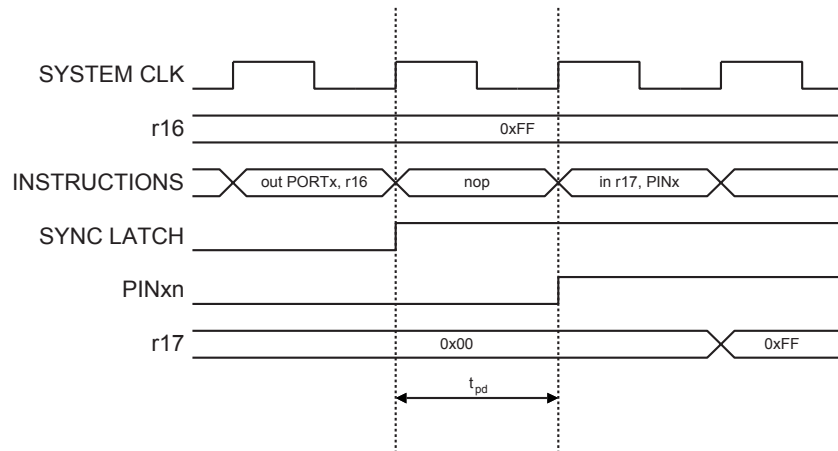 SYSTEM CLK
r16 0xFF
INSTRUCTIONS out PORTx, r16 nop in r17, PINx
SYNC LATCH
PINxn
r17 0x00 0xFF
tpd